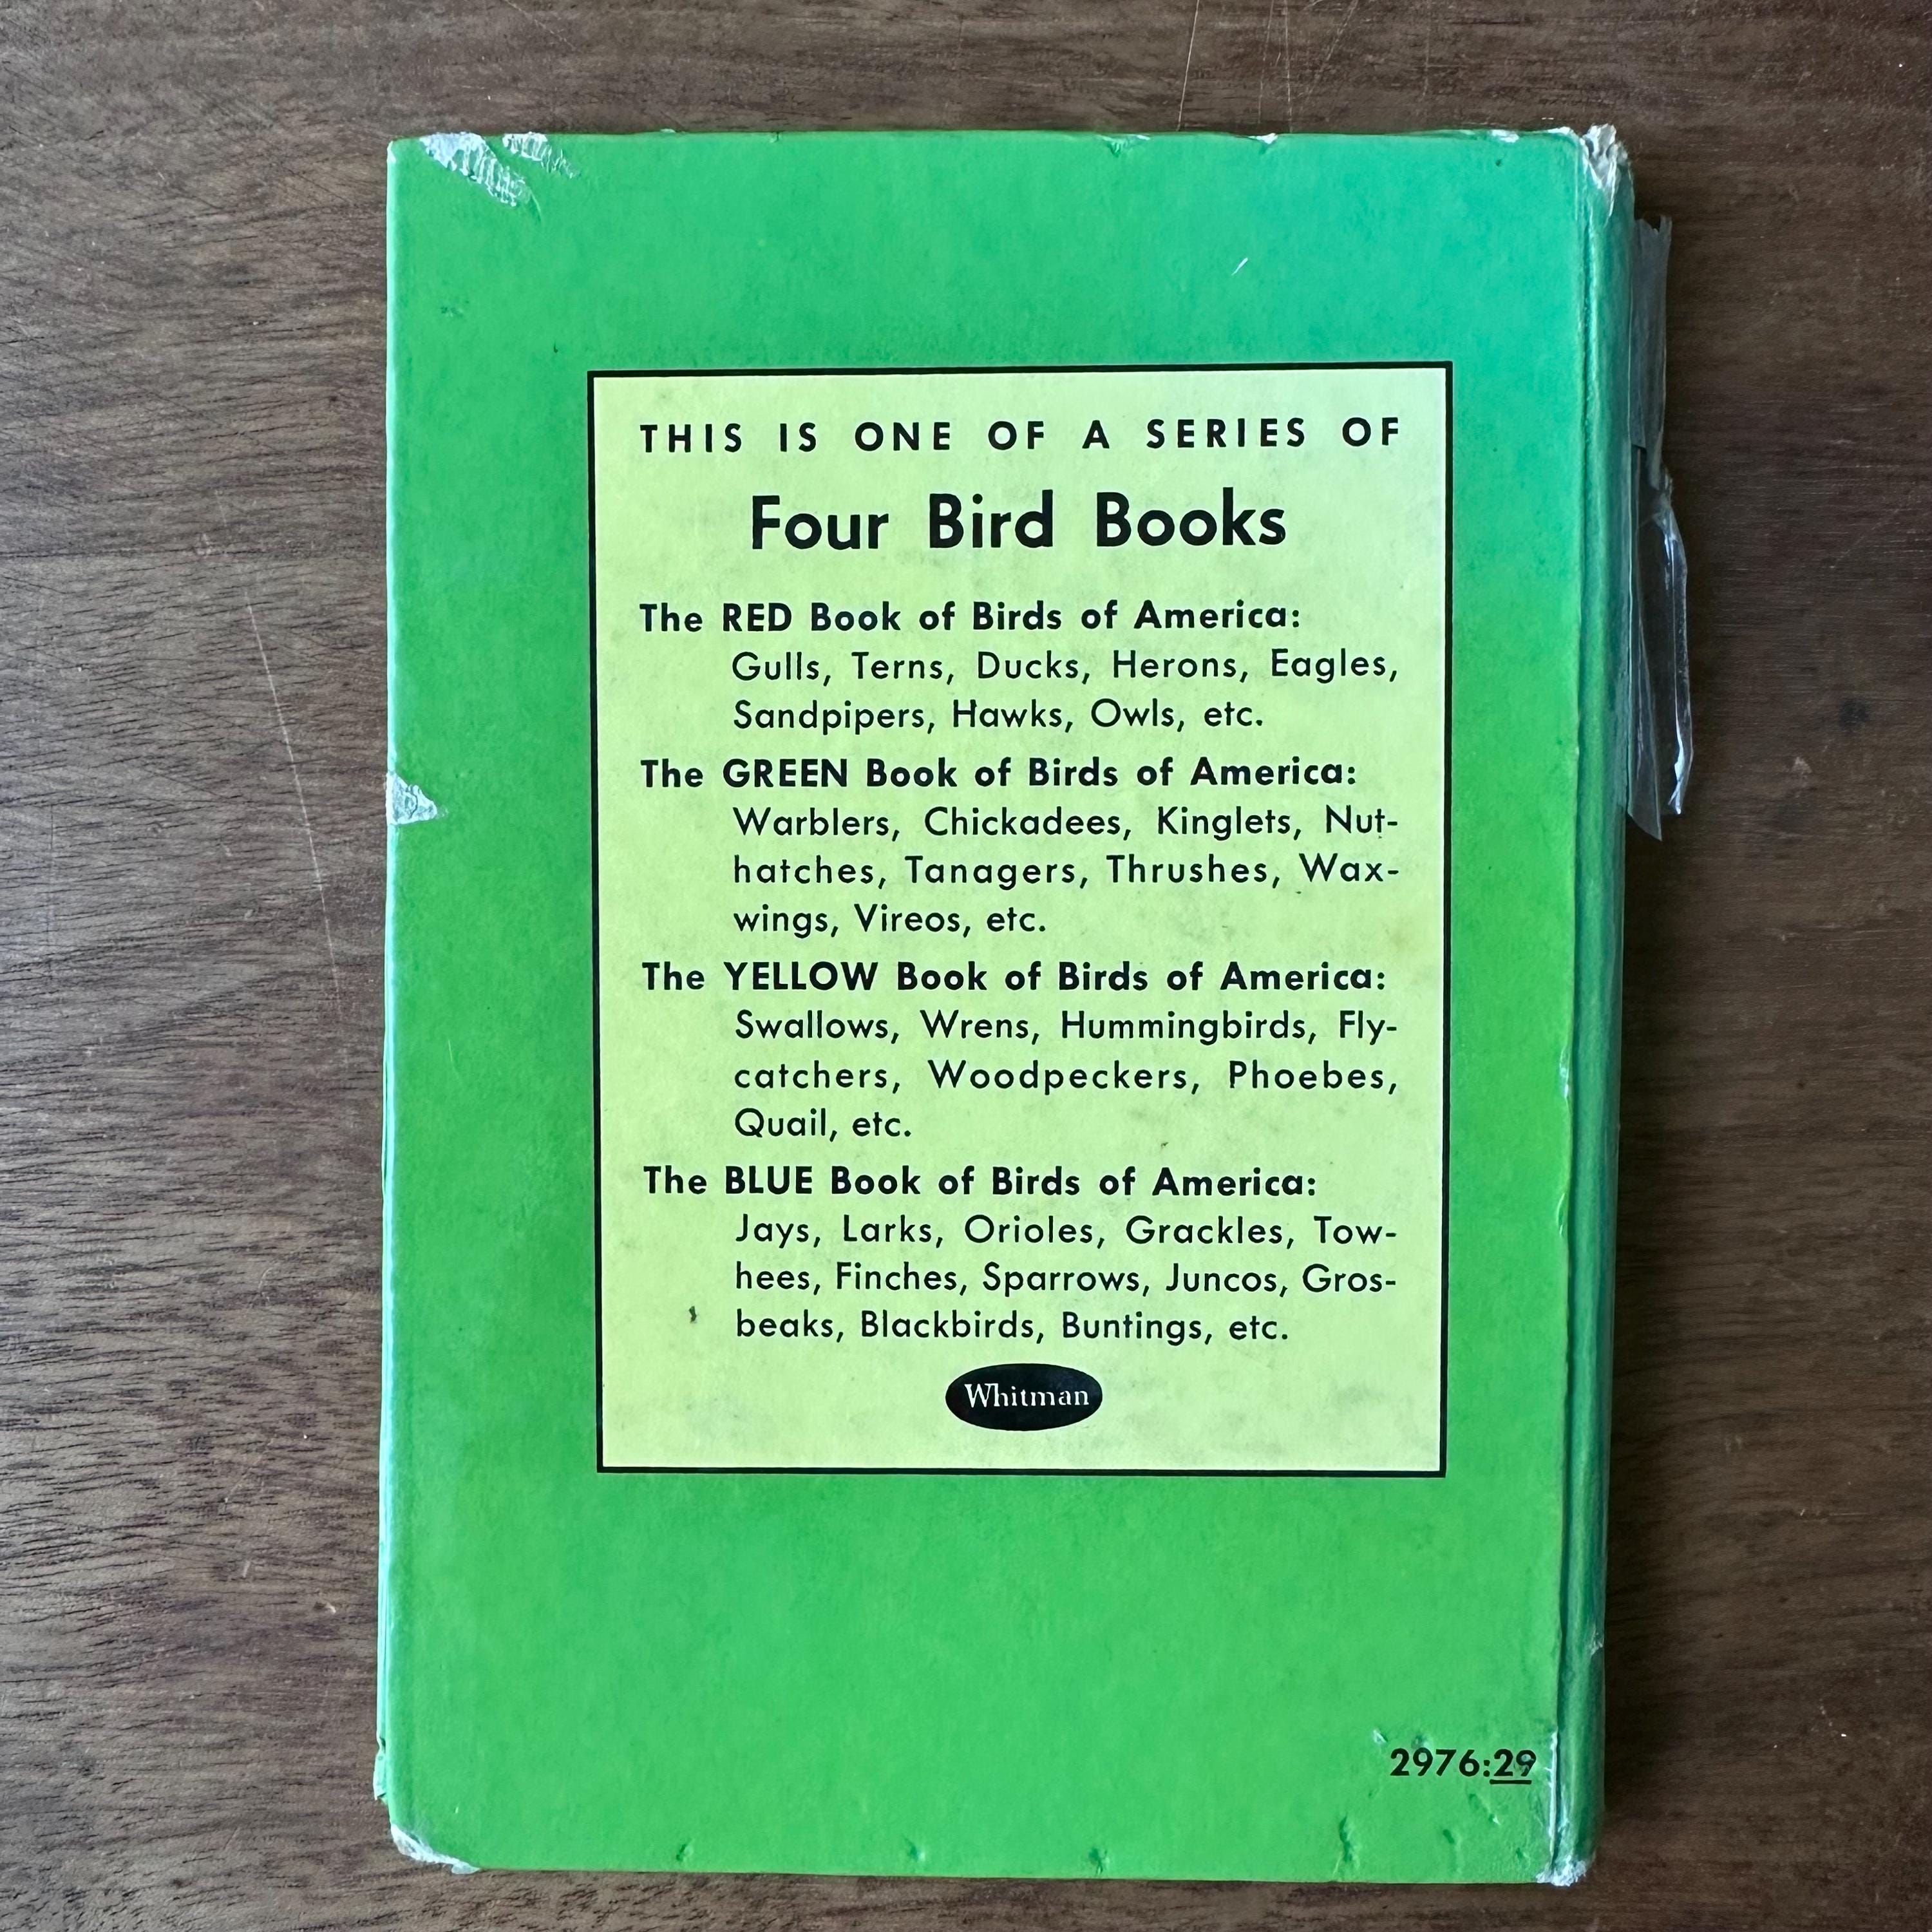 THIS IS ONE OF A SERIES OF
Four Bird Books
The RED Book of Birds of America:
Gulls, Terns, Ducks, Herons, Eagles,
Sandpipers, Hawks, Owls, etc.
The GREEN Book of Birds of America:
Warblers, Chickadees, Kinglets, Nut-
hatches, Tanagers, Thrushes, Wax-
wings, Vireos, etc.
The YELLOW Book of Birds of America:
Swallows, Wrens, Hummingbirds, Fly-
catchers, Woodpeckers, Phoebes,
Quail, etc.
The BLUE Book of Birds of America:
Jays, Larks, Orioles, Grackles, Tow-
hees, Finches, Sparrows, Juncos, Gros-
beaks, Blackbirds, Buntings, etc.
Whitman
2976:29